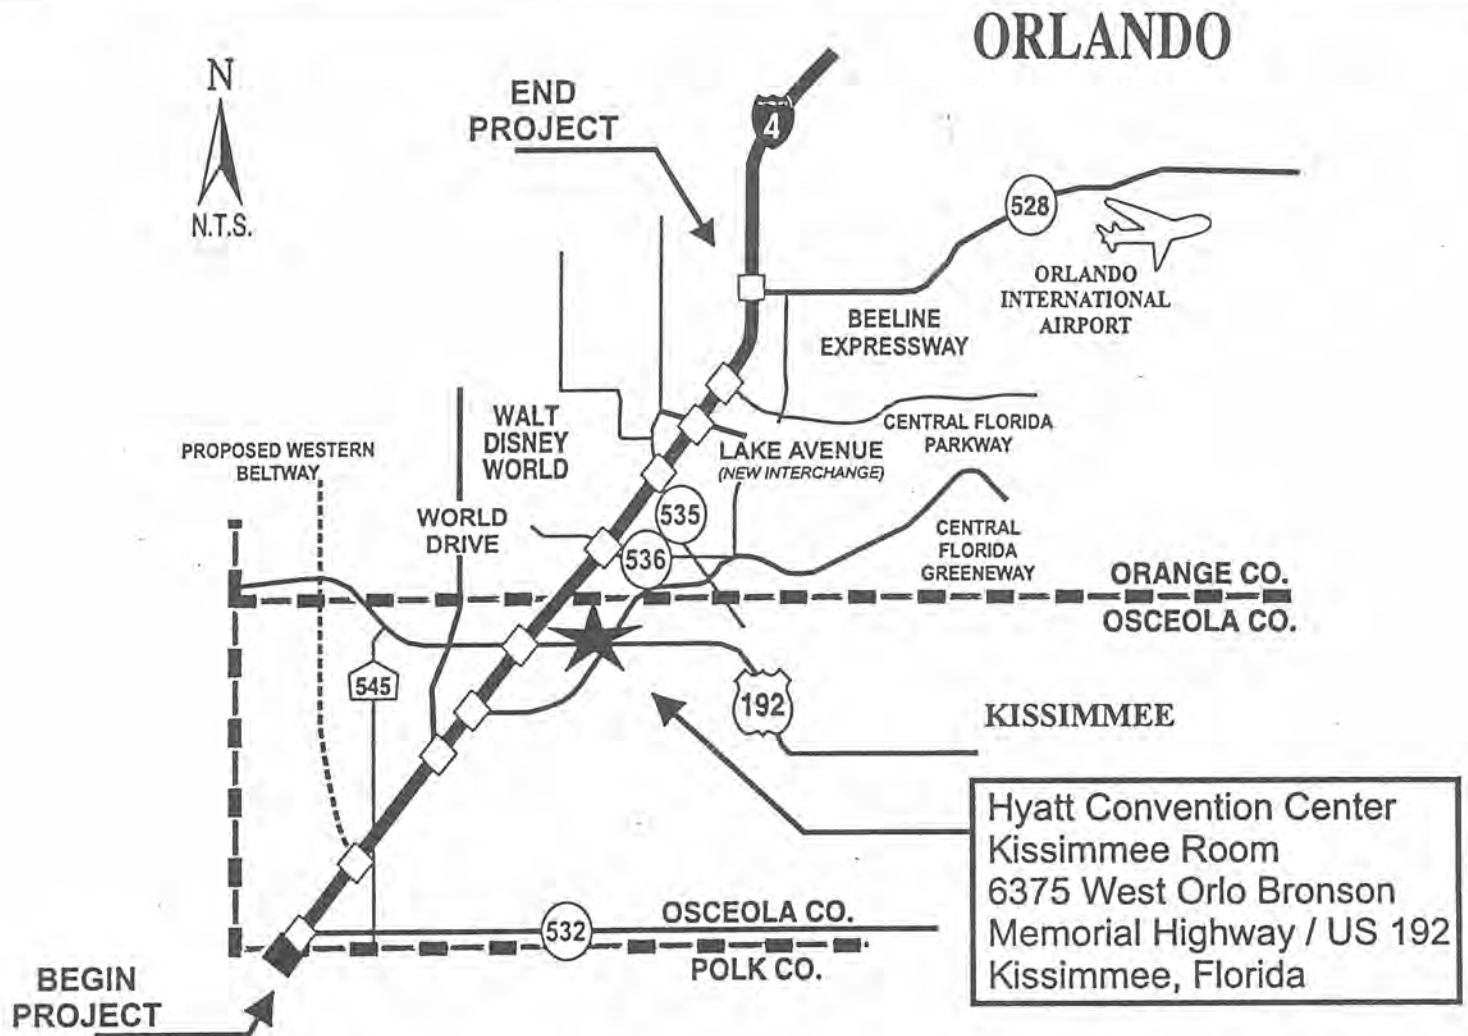 ORLANDO
N
N.T.S.
END
PROJECT
4
528
ORLANDO
INTERNATIONAL
AIRPORT
BEELINE
EXPRESSWAY
WALT
DISNEY
WORLD
CENTRAL FLORIDA
PARKWAY
LAKE AVENUE
(NEW INTERCHANGE)
PROPOSED WESTERN
BELTWAY
WORLD
DRIVE
535
536
CENTRAL
FLORIDA
GREENEWAY
ORANGE CO.
OSCEOLA CO.
545
192
KISSIMMEE
Hyatt Convention Center
Kissimmee Room
6375 West Orlo Bronson
Memorial Highway / US 192
Kissimmee, Florida
OSCEOLA CO.
532
POLK CO.
BEGIN
PROJECT